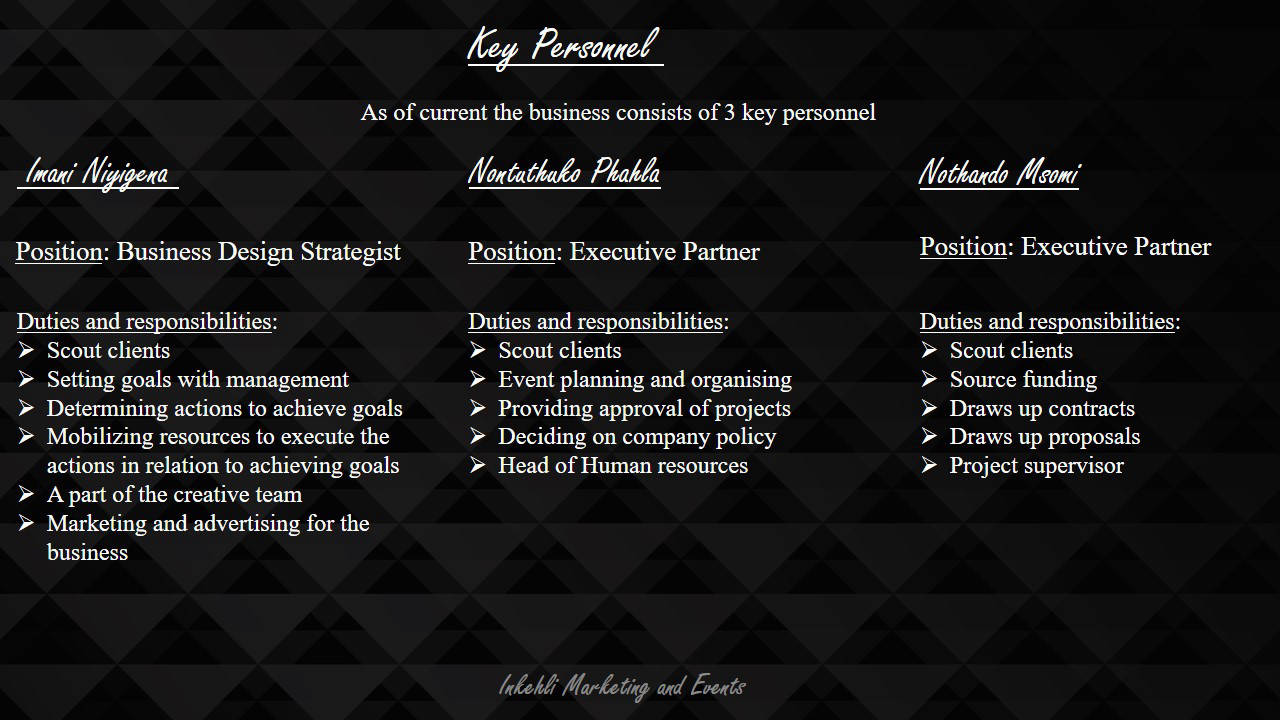 Key Personnel
As of current the business consists of 3 key personnel
Imani Niyigena
Position: Business Design Strategist
Duties and responsibilities:
➢ Scout clients
➢ Setting goals with management
➢ Determining actions to achieve goals
➢ Mobilizing resources to execute the
actions in relation to achieving goals
➢ A part of the creative team
➢ Marketing and advertising for the
business
Nontuthuko Phahla
Position: Executive Partner
Duties and responsibilities:
➢ Scout clients
➢ Event planning and organising
➢ Providing approval of projects
➢ Deciding on company policy
➢ Head of Human resources
Nothando Msomi
Position: Executive Partner
Duties and responsibilities:
➢ Scout clients
➢ Source funding
➢ Draws up contracts
➢ Draws up proposals
➢ Project supervisor
Inkehli Marketing and Events